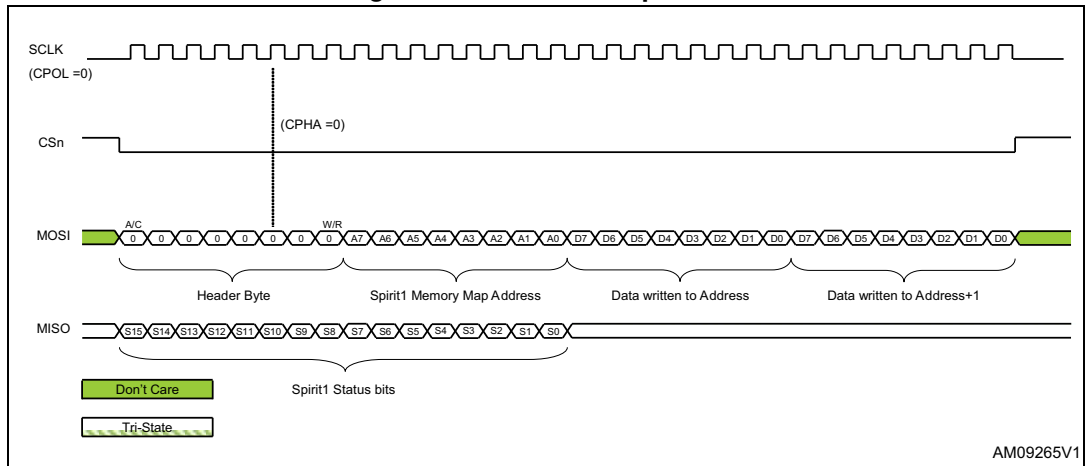 SCLK
(CPOL =0)
(CPHA =0)
CSn
A/C W/R
MOSI 0 0 0 0 0 0 0 0 A7 A6 A5 A4 A3 A2 A1 A0 D7 D6 D5 D4 D3 D2 D1 D0 D7 D6 D5 D4 D3 D2 D1 D0
Header Byte Spirit1 Memory Map Address Data written to Address Data written to Address+1
MISO S15 S14 S13 S12 S11 S10 S9 S8 S7 S6 S5 S4 S3 S2 S1 S0
Don't Care Spirit1 Status bits
Tri-State
AM09265V1